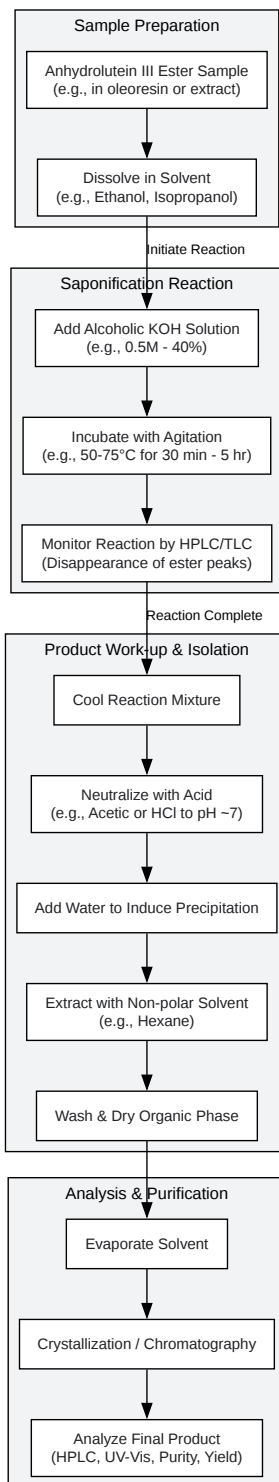 Sample Preparation
Anhydrolutein III Ester Sample
(e.g., in oleoresin or extract)
Dissolve in Solvent
(e.g., Ethanol, Isopropanol)
Initiate Reaction
Saponification Reaction
Add Alcoholic KOH Solution
(e.g., 0.5M - 40%)
Incubate with Agitation
(e.g., 50-75°C for 30 min - 5 hr)
Monitor Reaction by HPLC/TLC
(Disappearance of ester peaks)
Reaction Complete
Product Work-up & Isolation
Cool Reaction Mixture
Neutralize with Acid
(e.g., Acetic or HCl to pH ~7)
Add Water to Induce Precipitation
Extract with Non-polar Solvent
(e.g., Hexane)
Wash & Dry Organic Phase
Analysis & Purification
Evaporate Solvent
Crystallization / Chromatography
Analyze Final Product
(HPLC, UV-Vis, Purity, Yield)